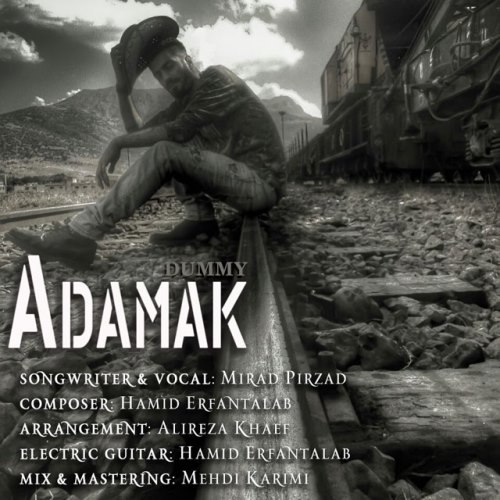 DUMMY
ADAMAK
SONGWRITER & VOCAL: MIRAD PIRZAD
COMPOSER: HAMID ERFANTALAB
ARRANGEMENT: ALIREZA KHAEF
ELECTRIC GUITAR: HAMID ERFANTALAB
MIX & MASTERING: MEHDI KARIMI